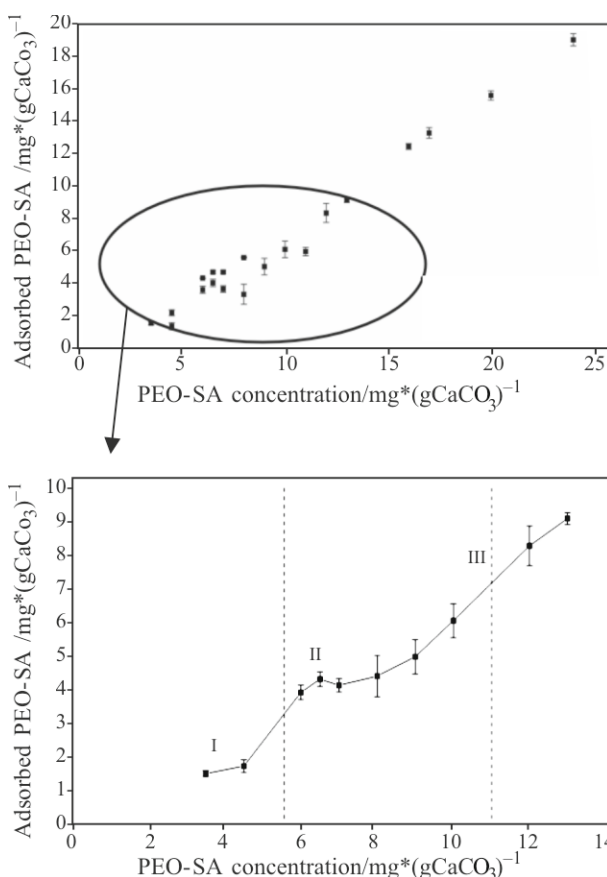 Adsorbed PEO-SA /mg*(gCaCo₃)⁻¹
20
18
16
14
12
10
8
6
4
2
0
0 5 10 15 20 25
PEO-SA concentration/mg*(gCaCO₃)⁻¹
Adsorbed PEO-SA /mg*(gCaCo₃)⁻¹
10
9
8
7
6
5
4
3
2
1
0
I
II
III
0 2 4 6 8 10 12 14
PEO-SA concentration/mg*(gCaCO₃)⁻¹